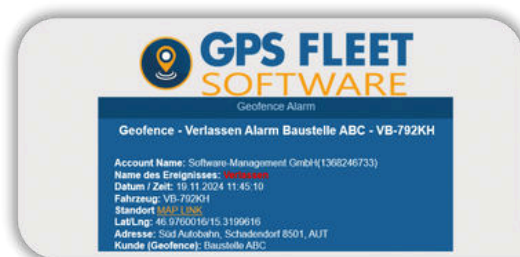 GPS FLEET
SOFTWARE
Geofence Alarm
Geofence - Verlassen Alarm Baustelle ABC - VB-792KH
Account Name: Software-Management GmbH(1368246733)
Name des Ereignisses: Verlassen
Datum / Zeit: 19.11.2024 11:45:10
Fahrzeug: VB-792KH
Standort MAP LINK
Lat/Lng: 46.9760016/15.3199616
Adresse: Süd Autobahn, Schadendorf 8501, AUT
Kunde (Geofence): Baustelle ABC